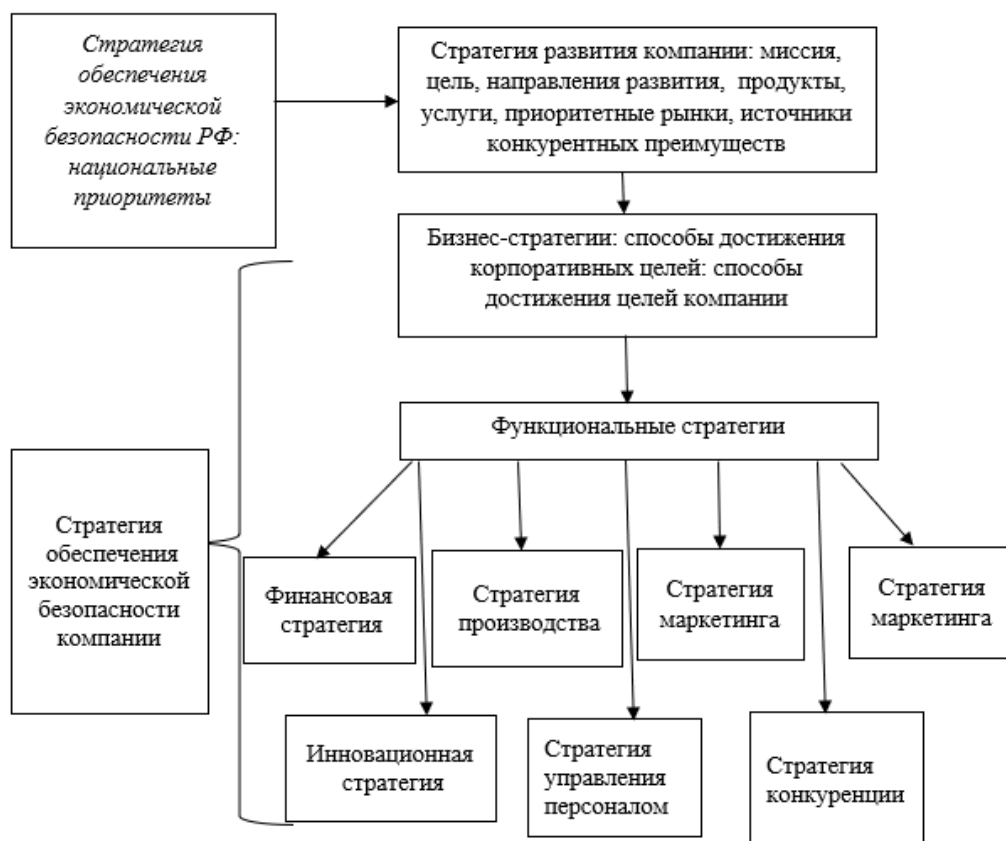 Стратегия
обеспечения
экономической
безопасности РФ:
национальные
приоритеты
Стратегия развития компании: миссия,
цель, направления развития, продукты,
услуги, приоритетные рынки, источники
конкурентных преимуществ
Бизнес-стратегии: способы достижения
корпоративных целей: способы
достижения целей компании
Функциональные стратегии
Стратегия
обеспечения
экономической
безопасности
компании
Финансовая
стратегия
Стратегия
производства
Стратегия
маркетинга
Стратегия
маркетинга
Инновационная
стратегия
Стратегия
управления
персоналом
Стратегия
конкуренции